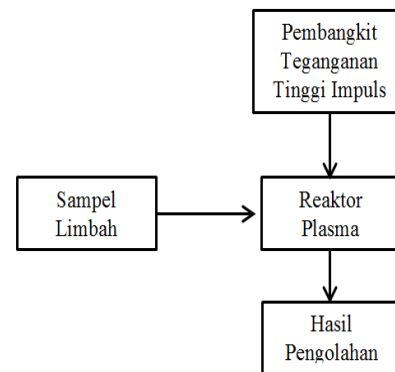 Pembangkit
Teganganan
Tinggi Impuls
Sampel
Limbah
Reaktor
Plasma
Hasil
Pengolahan